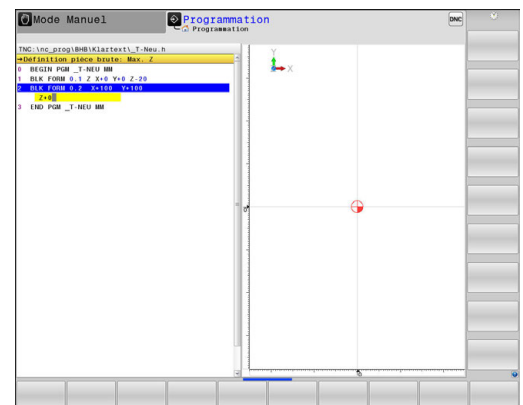 Mode Manuel
Programmation
Programmation
DNC
TNC:\nc_prog\BHB\Klartext\_T-Neu.h
→Définition pièce brute: Max. Z
0 BEGIN PGM _T-NEU MM
1 BLK FORM 0.1 Z X+0 Y+0 Z-20
2 BLK FORM 0.2 X+100 Y+100
Z+0
3 END PGM _T-NEU MM
Y
X
0
0